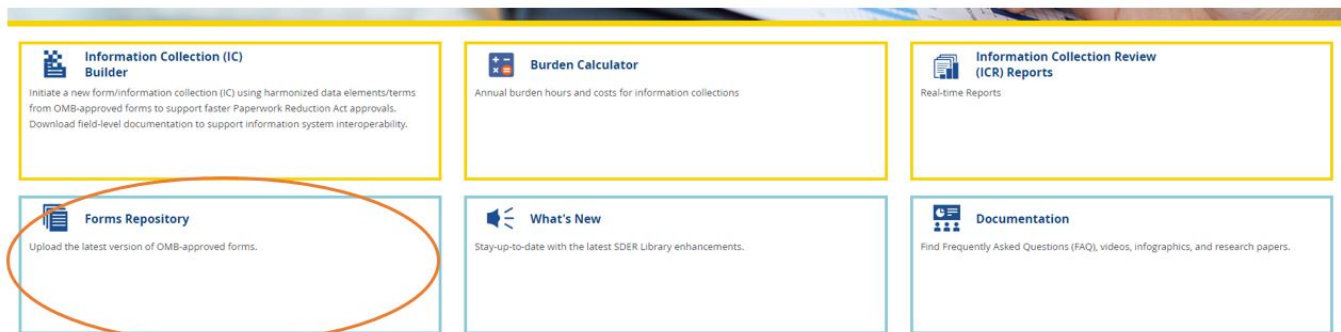 Information Collection (IC)
Builder
Initiate a new form/information collection (IC) using harmonized data elements/terms
from OMB-approved forms to support faster Paperwork Reduction Act approvals.
Download field-level documentation to support information system interoperability.
Burden Calculator
Annual burden hours and costs for information collections
Information Collection Review
(ICR) Reports
Real-time Reports
Forms Repository
Upload the latest version of OMB-approved forms.
What's New
Stay-up-to-date with the latest SDER Library enhancements.
Documentation
Find Frequently Asked Questions (FAQ), videos, infographics, and research papers.